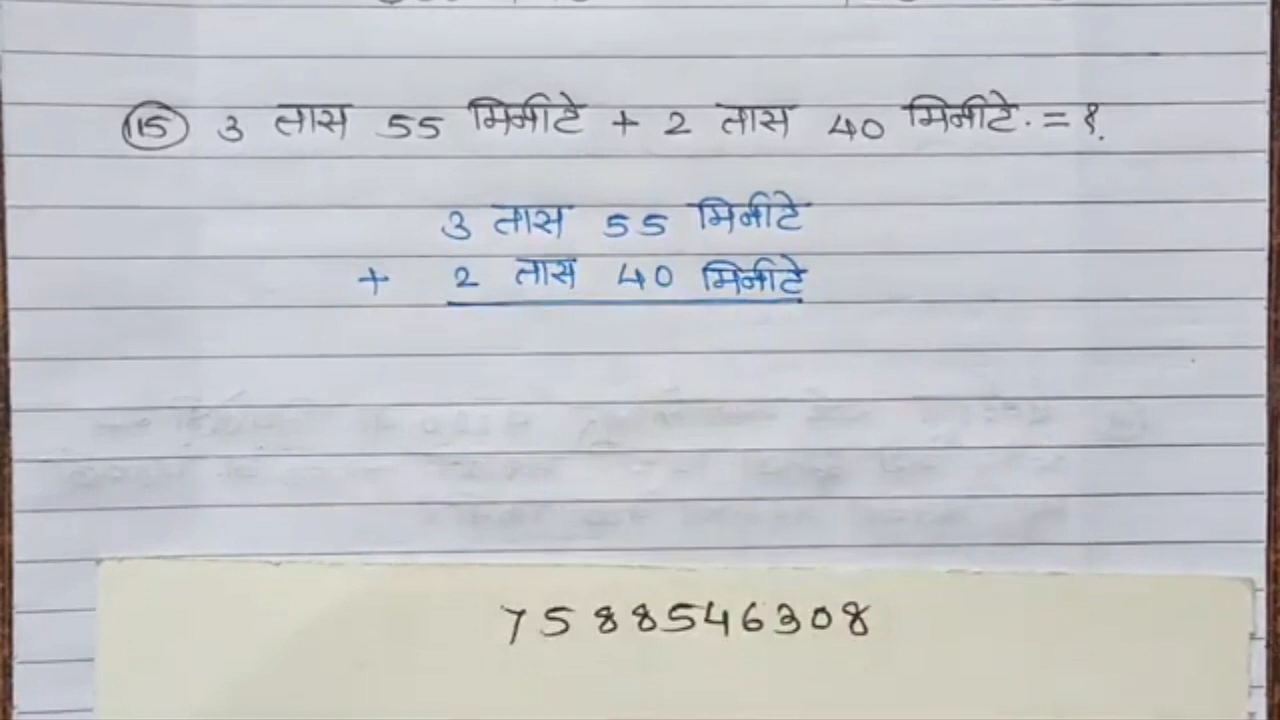 (15) 3 तास 55 मिनीटे + 2 तास 40 मिनीटे. = ?
3 तास 55 मिनीटे
+ 2 तास 40 मिनीटे
7588546308